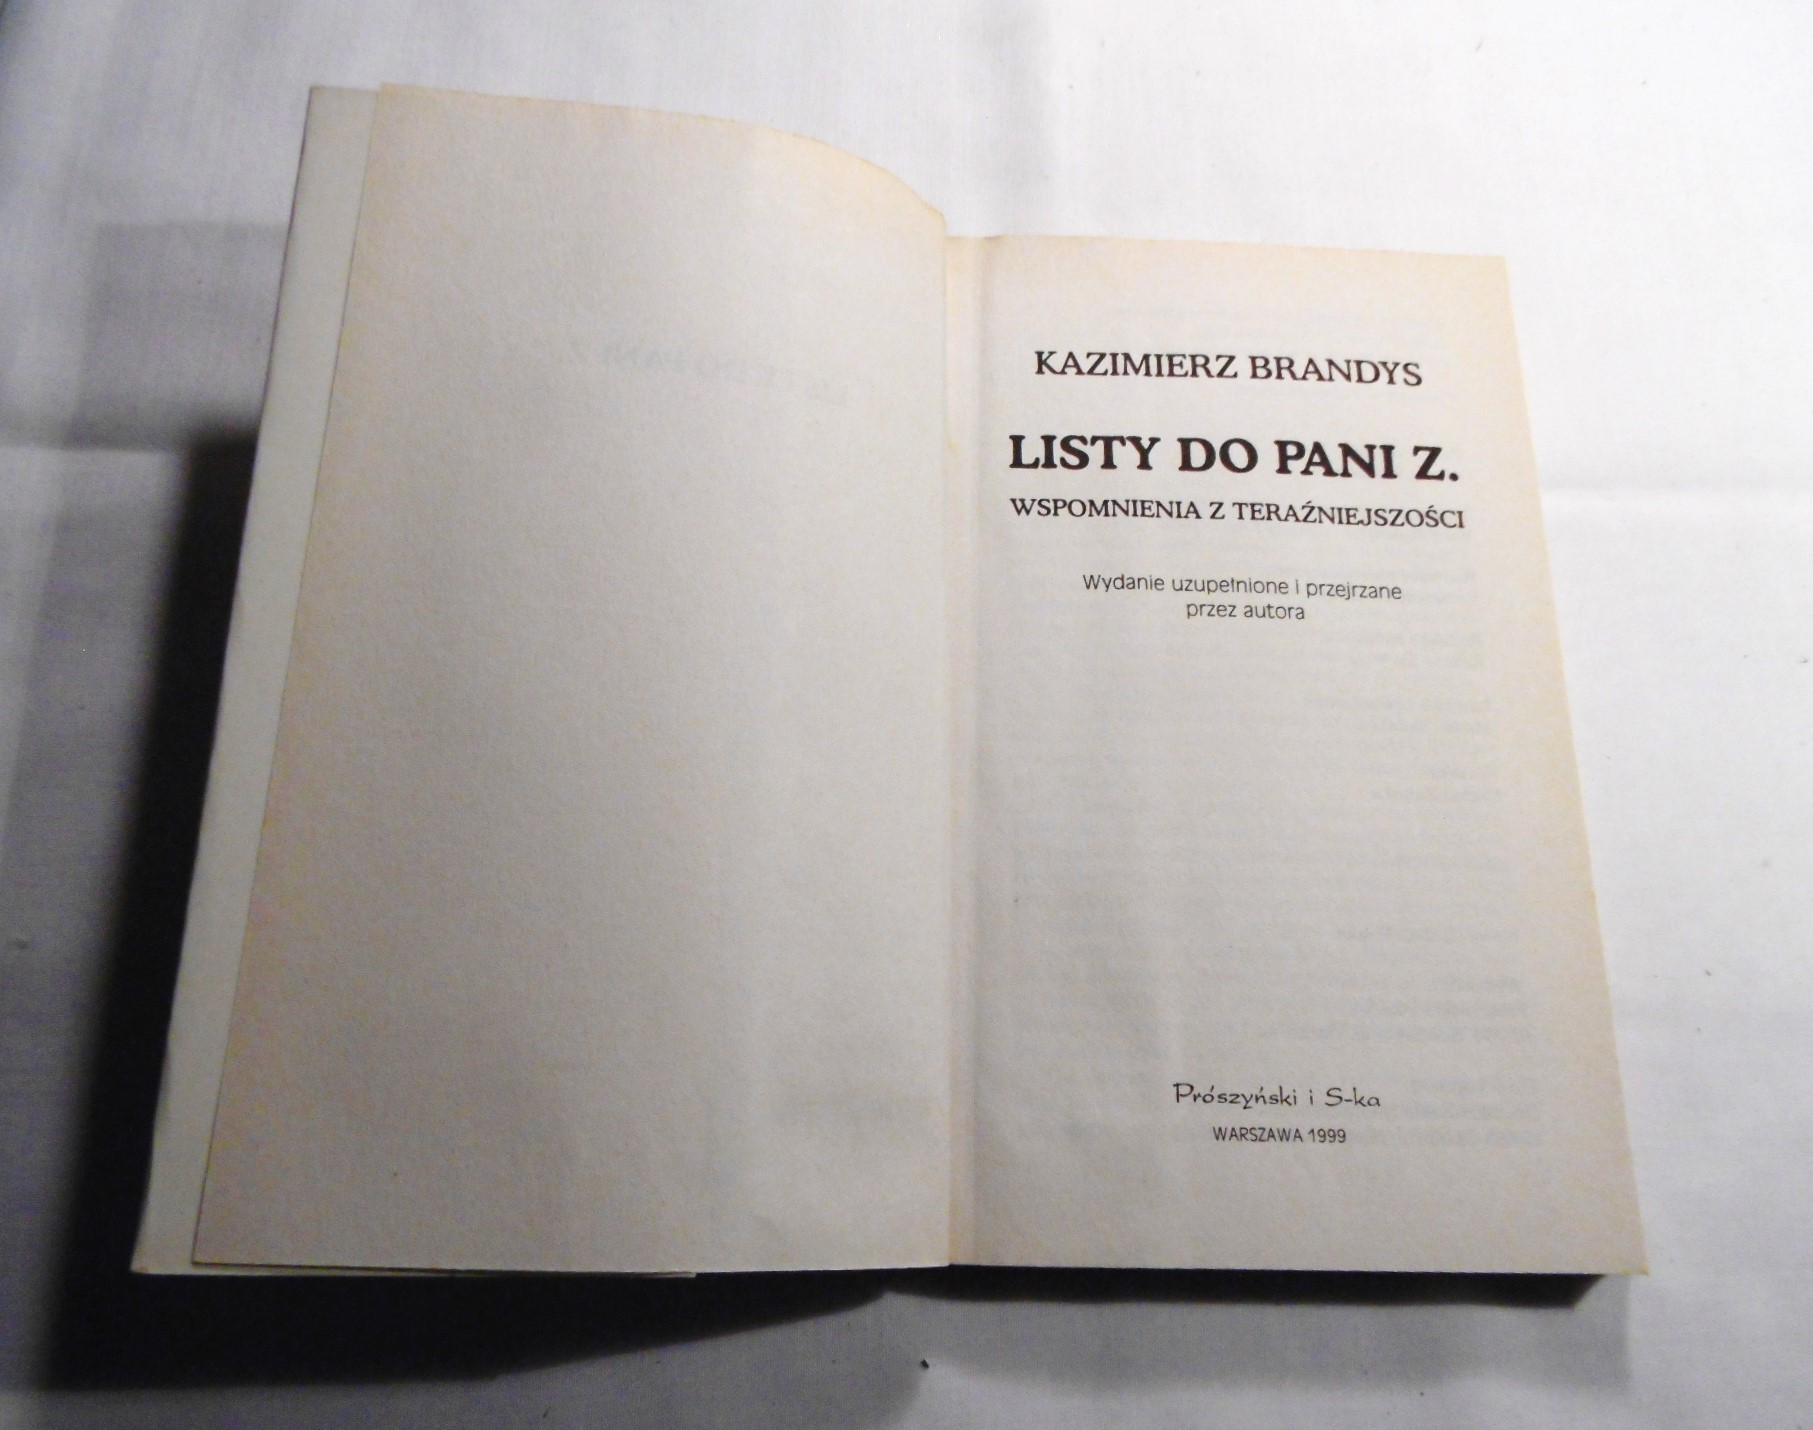 KAZIMIERZ BRANDYS
LISTY DO PANI Z.
WSPOMNIENIA Z TERAŹNIEJSZOŚCI
Wydanie uzupełnione i przejrzane
przez autora
Prószyński i S-ka
WARSZAWA 1999